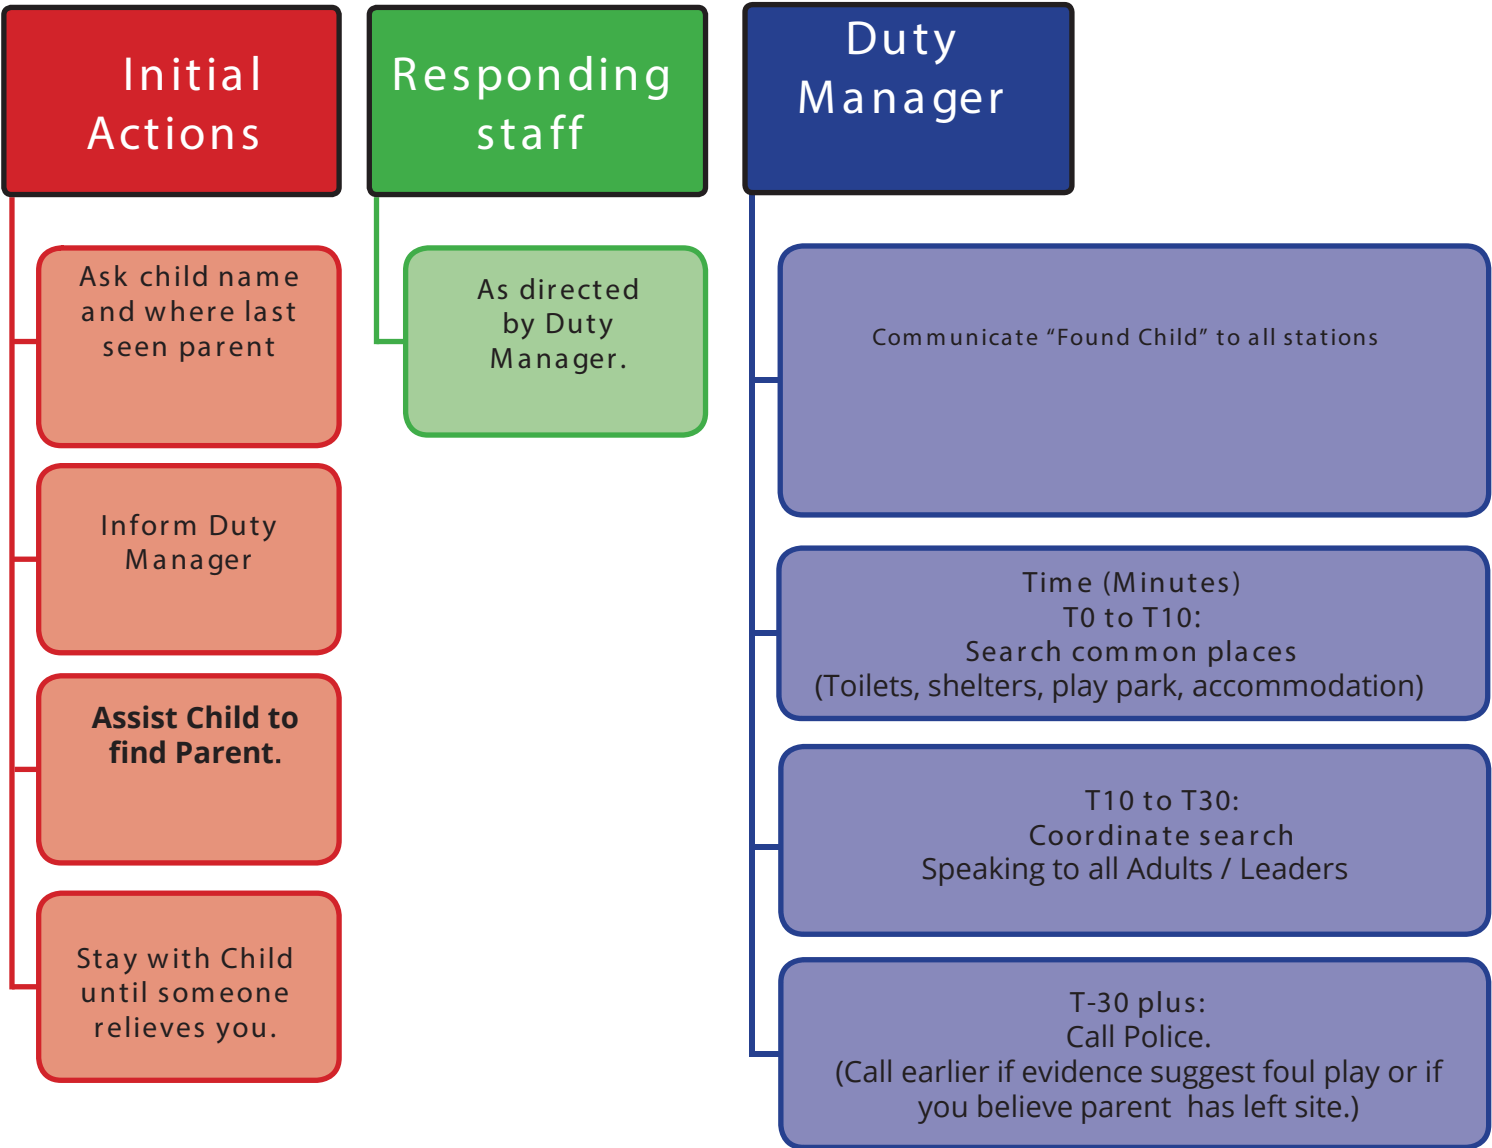 Initial
Actions
Ask child name
and where last
seen parent
Inform Duty
Manager
Assist Child to
find Parent.
Stay with Child
until someone
relieves you.
Responding
staff
As directed
by Duty
Manager.
Duty
Manager
Communicate “Found Child” to all stations
Time (Minutes)
T0 to T10:
Search common places
(Toilets, shelters, play park, accommodation)
T10 to T30:
Coordinate search
Speaking to all Adults / Leaders
T-30 plus:
Call Police.
(Call earlier if evidence suggest foul play or if
you believe parent has left site.)